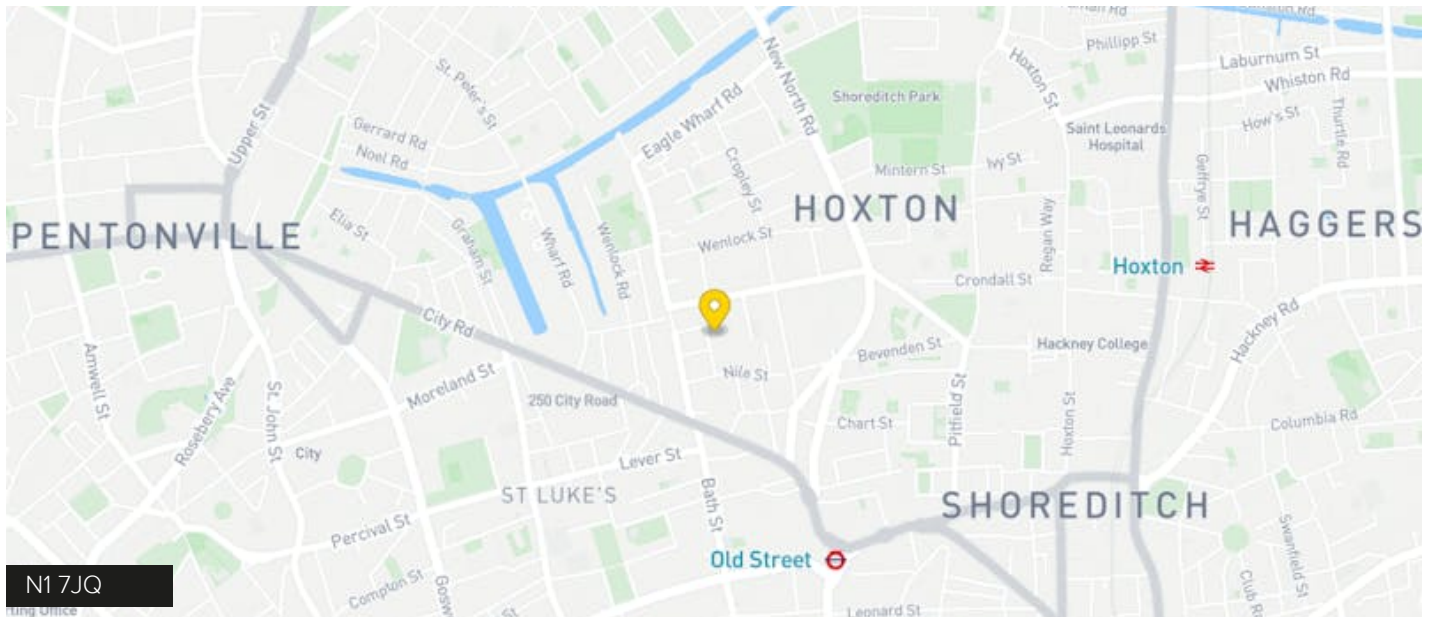 Upper St
St. Peter's St
Gerrard Rd
Noel Rd
Elia St
PENTONVILLE
Graham St
Wharf Rd
Wenlock Rd
Eagle Wharf Rd
New North Rd
Cropley St
Wenlock St
HOXTON
Shoreditch Park
Mintern St
Ivy St
Hoxton St
Phillipp St
Saint Leonards
Hospital
Laburnum St
Whiston Rd
How's St
Thurtle Rd
Geffrye St
HAGGERS
Hoxton
Regan Way
Crondall St
Hackney Rd
Hackney College
Bevenden St
Pitfield St
Hoxton St
Chart St
Columbia Rd
Nile St
City Rd
Moreland St
250 City Road
Amwell St
Rosebery Ave
St. John St
City
Lever St
ST LUKE'S
Bath St
Percival St
Compton St
Gosw
Old Street
SHOREDITCH
Swanfield St
Club R
Leonard St
St
N1 7JQ
rting Office